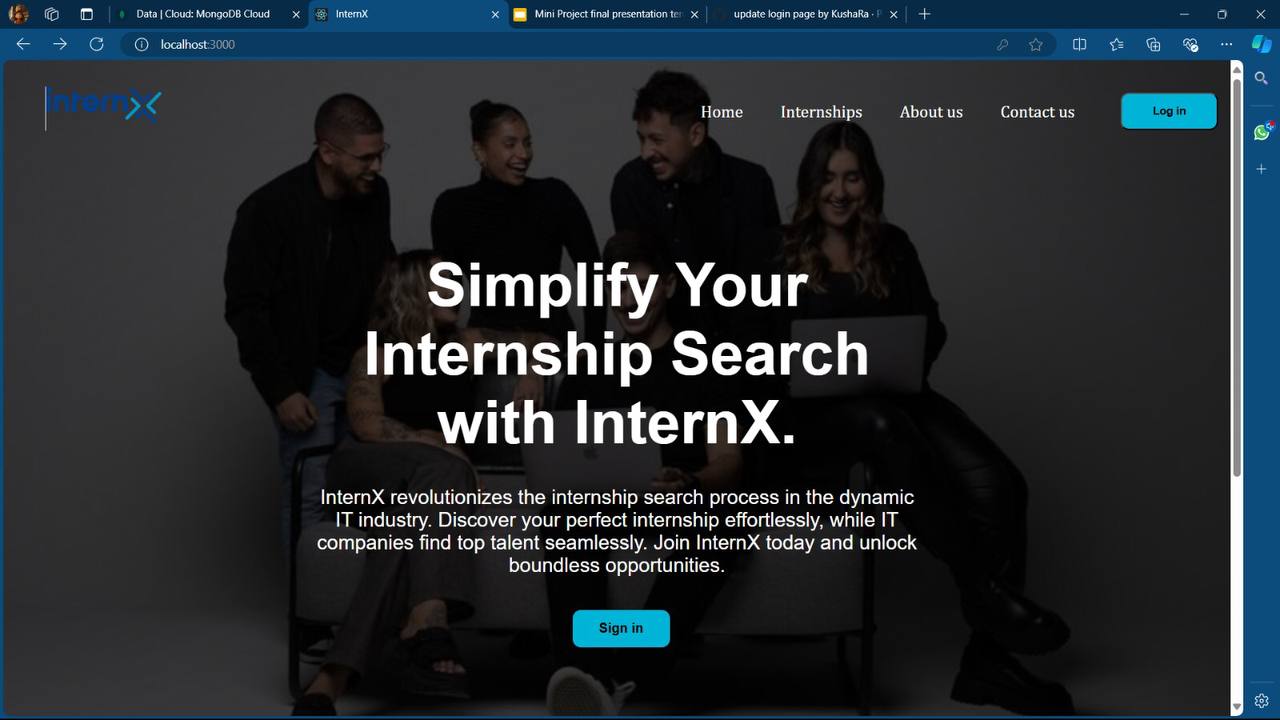 Data | Cloud: MongoDB Cloud
InternX
Mini Project final presentation
update login page by KushaRa ·
localhost:3000
InternX
Home
Internships
About us
Contact us
Log in
Simplify Your
Internship Search
with InternX.
InternX revolutionizes the internship search process in the dynamic
IT industry. Discover your perfect internship effortlessly, while IT
companies find top talent seamlessly. Join InternX today and unlock
boundless opportunities.
Sign in